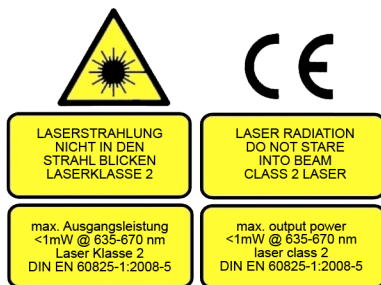 CE
LASERSTRAHLUNG
NICHT IN DEN
STRAHL BLICKEN
LASERKLASSE 2
LASER RADIATION
DO NOT STARE
INTO BEAM
CLASS 2 LASER
max. Ausgangsleistung
<1mW @ 635-670 nm
Laser Klasse 2
DIN EN 60825-1:2008-5
max. output power
<1mW @ 635-670 nm
laser class 2
DIN EN 60825-1:2008-5